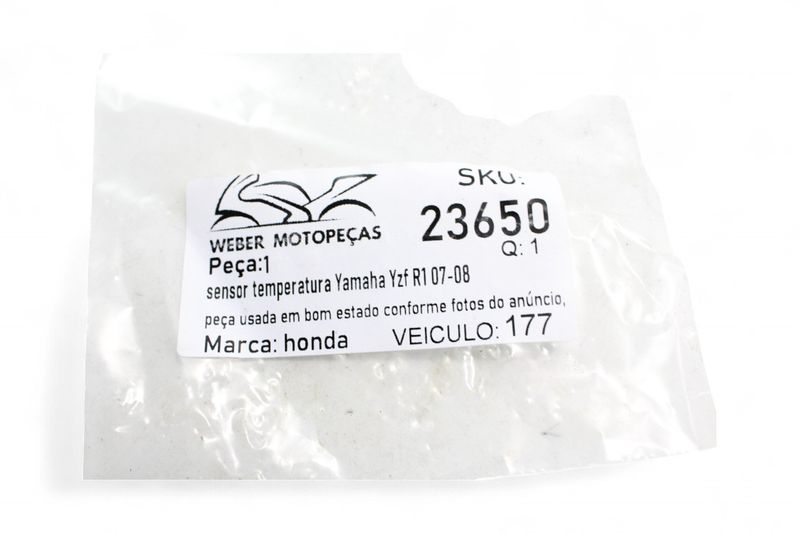 SKU:
23650
WEBER MOTOPEÇAS
Q: 1
Peça:1
sensor temperatura Yamaha Yzf R1 07-08
peça usada em bom estado conforme fotos do anúncio,
Marca: honda VEICULO: 177